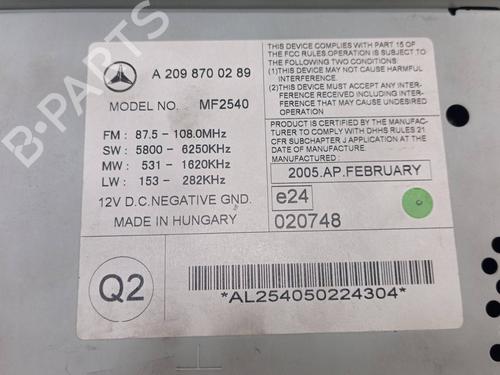 A 209 870 02 89
MODEL NO. MF2540
FM : 87.5 - 108.0MHz
SW : 5800 - 6250KHz
MW : 531 - 1620KHz
LW : 153 - 282KHz
12V D.C.NEGATIVE GND.
MADE IN HUNGARY
THIS DEVICE COMPLIES WITH PART 15 OF
THE FCC RULES OPERATION IS SUBJECT TO
THE FOLLOWING TWO CONDITIONS:
(1)THIS DEVICE MAY NOT CAUSE HARMFUL
INTERFERENCE.
(2)THIS DEVICE MUST ACCEPT ANY INTER-
FERENCE RECEIVED INCLUDING INTERFER-
ENCE THAT MAY CAUSE UNDESIRED
OPERATION
PRODUCT IS CERTIFIED BY THE MANUFAC-
TURER TO COMPLY WITH DHHS RULES 21
CFR SUBCHAPTER J APPLICATION AT THE
DATE OF MANUFACTURE.
MANUFACTURED :
2005.AP.FEBRUARY
e24
020748
Q2
*AL254050224304*
B-PARTS